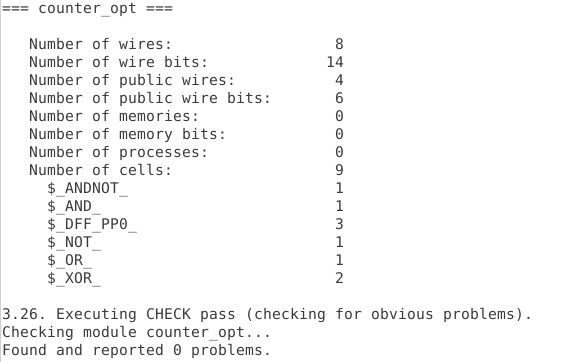 === counter_opt ===
Number of wires: 8
Number of wire bits: 14
Number of public wires: 4
Number of public wire bits: 6
Number of memories: 0
Number of memory bits: 0
Number of processes: 0
Number of cells: 9
$_ANDNOT_ 1
$_AND_ 1
$_DFF_PP0_ 3
$_NOT_ 1
$_OR_ 1
$_XOR_ 2
3.26. Executing CHECK pass (checking for obvious problems).
Checking module counter_opt...
Found and reported 0 problems.